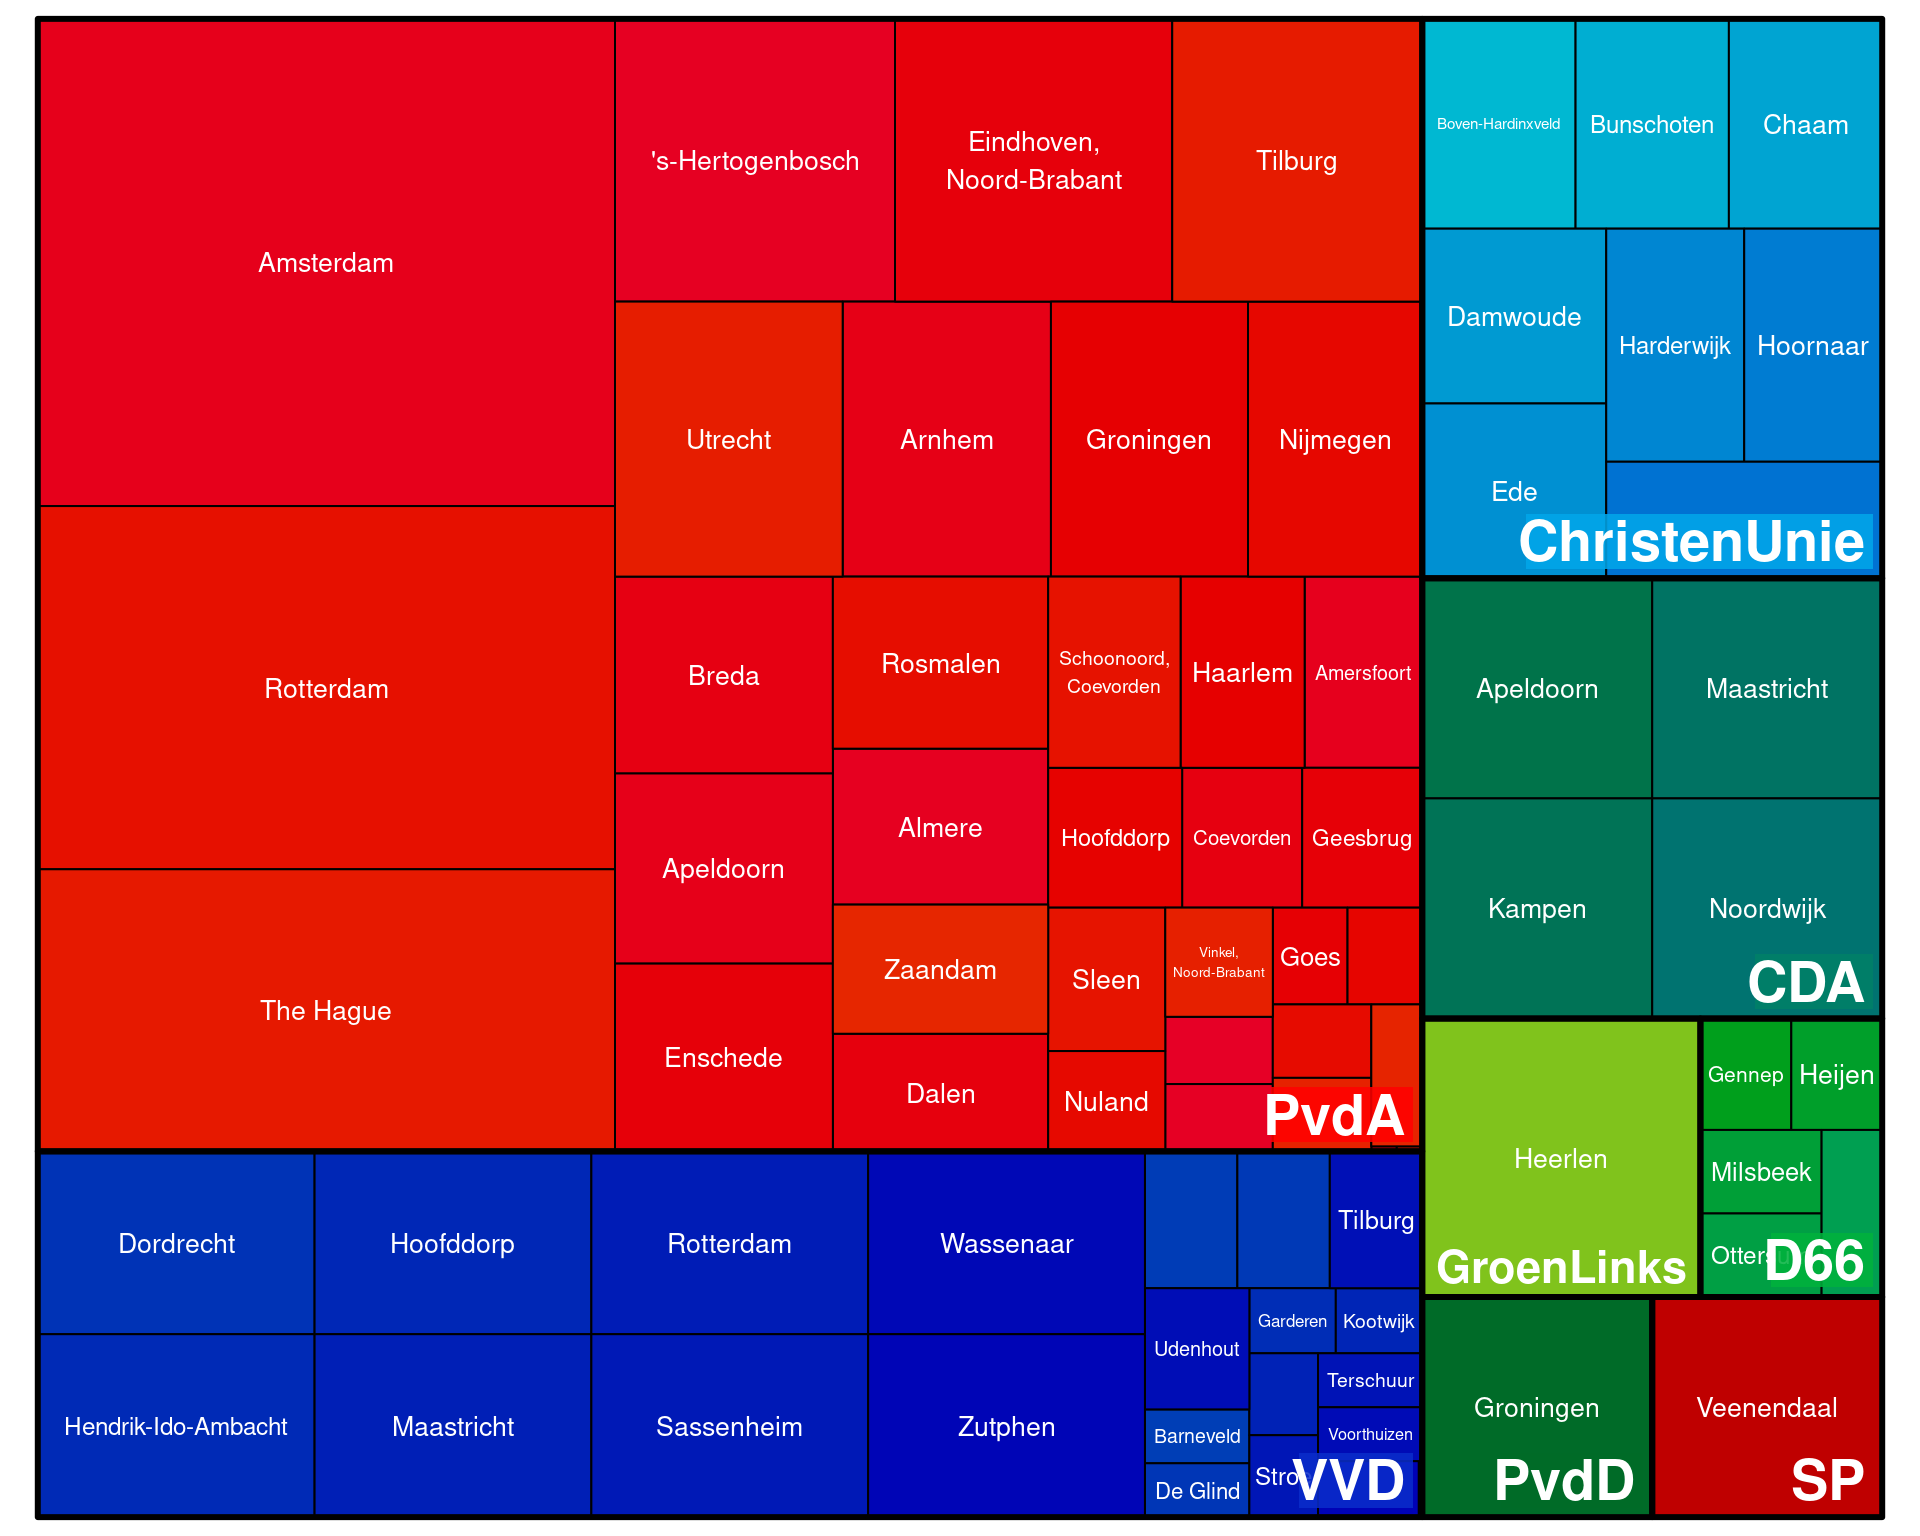 Amsterdam
Rotterdam
The Hague
's-Hertogenbosch
Eindhoven,
Noord-Brabant
Tilburg
Utrecht
Arnhem
Groningen
Nijmegen
Breda
Apeldoorn
Enschede
Rosmalen
Almere
Zaandam
Dalen
Schoonoord,
Coevorden
Haarlem
Amersfoort
Hoofddorp
Coevorden
Geesbrug
Sleen
Nuland
Vinkel,
Noord-Brabant
Goes
PvdA
Dordrecht
Hoofddorp
Rotterdam
Wassenaar
Hendrik-Ido-Ambacht
Maastricht
Sassenheim
Zutphen
Tilburg
Udenhout
Barneveld
De Glind
Garderen
Kootwijk
Terschuur
Voorthuizen
VVD
Boven-Hardinxveld
Bunschoten
Chaam
Damwoude
Ede
Harderwijk
Hoornaar
ChristenUnie
Apeldoorn
Maastricht
Kampen
Noordwijk
CDA
Heerlen
GroenLinks
Gennep
Heijen
Milsbeek
D66
Groningen
PvdD
Veenendaal
SP